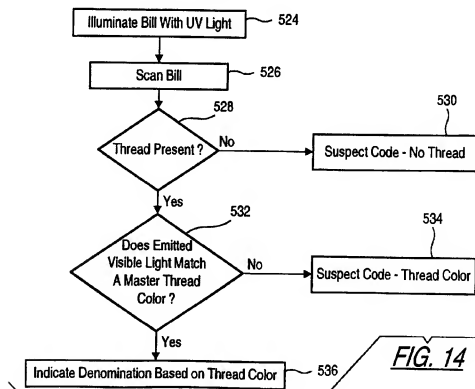 Illuminate Bill With UV Light
524
Scan Bill
526
528
Thread Present ?
No
530
Suspect Code - No Thread
Yes
532
Does Emitted
Visible Light Match
A Master Thread
Color ?
No
534
Suspect Code - Thread Color
Yes
Indicate Denomination Based on Thread Color
536
FIG. 14